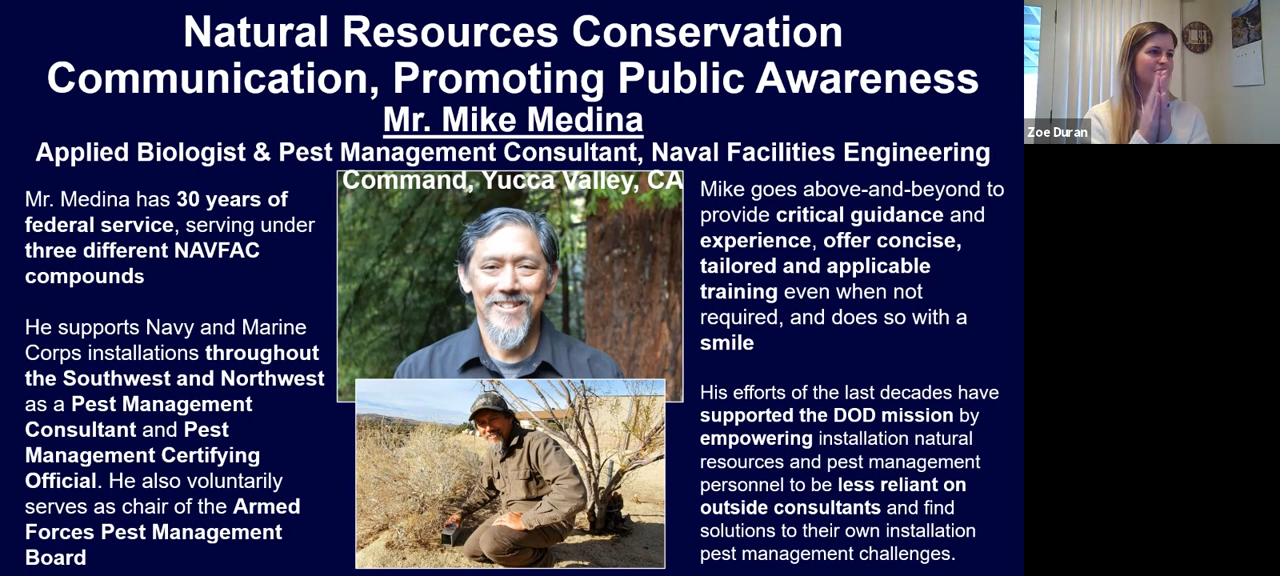 Natural Resources Conservation
Communication, Promoting Public Awareness
Mr. Mike Medina
Applied Biologist & Pest Management Consultant, Naval Facilities Engineering
Command, Yucca Valley, CA
Mr. Medina has 30 years of
federal service, serving under
three different NAVFAC
compounds
He supports Navy and Marine
Corps installations throughout
the Southwest and Northwest
as a Pest Management
Consultant and Pest
Management Certifying
Official. He also voluntarily
serves as chair of the Armed
Forces Pest Management
Board
Mike goes above-and-beyond to
provide critical guidance and
experience, offer concise,
tailored and applicable
training even when not
required, and does so with a
smile
His efforts of the last decades have
supported the DOD mission by
empowering installation natural
resources and pest management
personnel to be less reliant on
outside consultants and find
solutions to their own installation
pest management challenges.
Zoe Duran